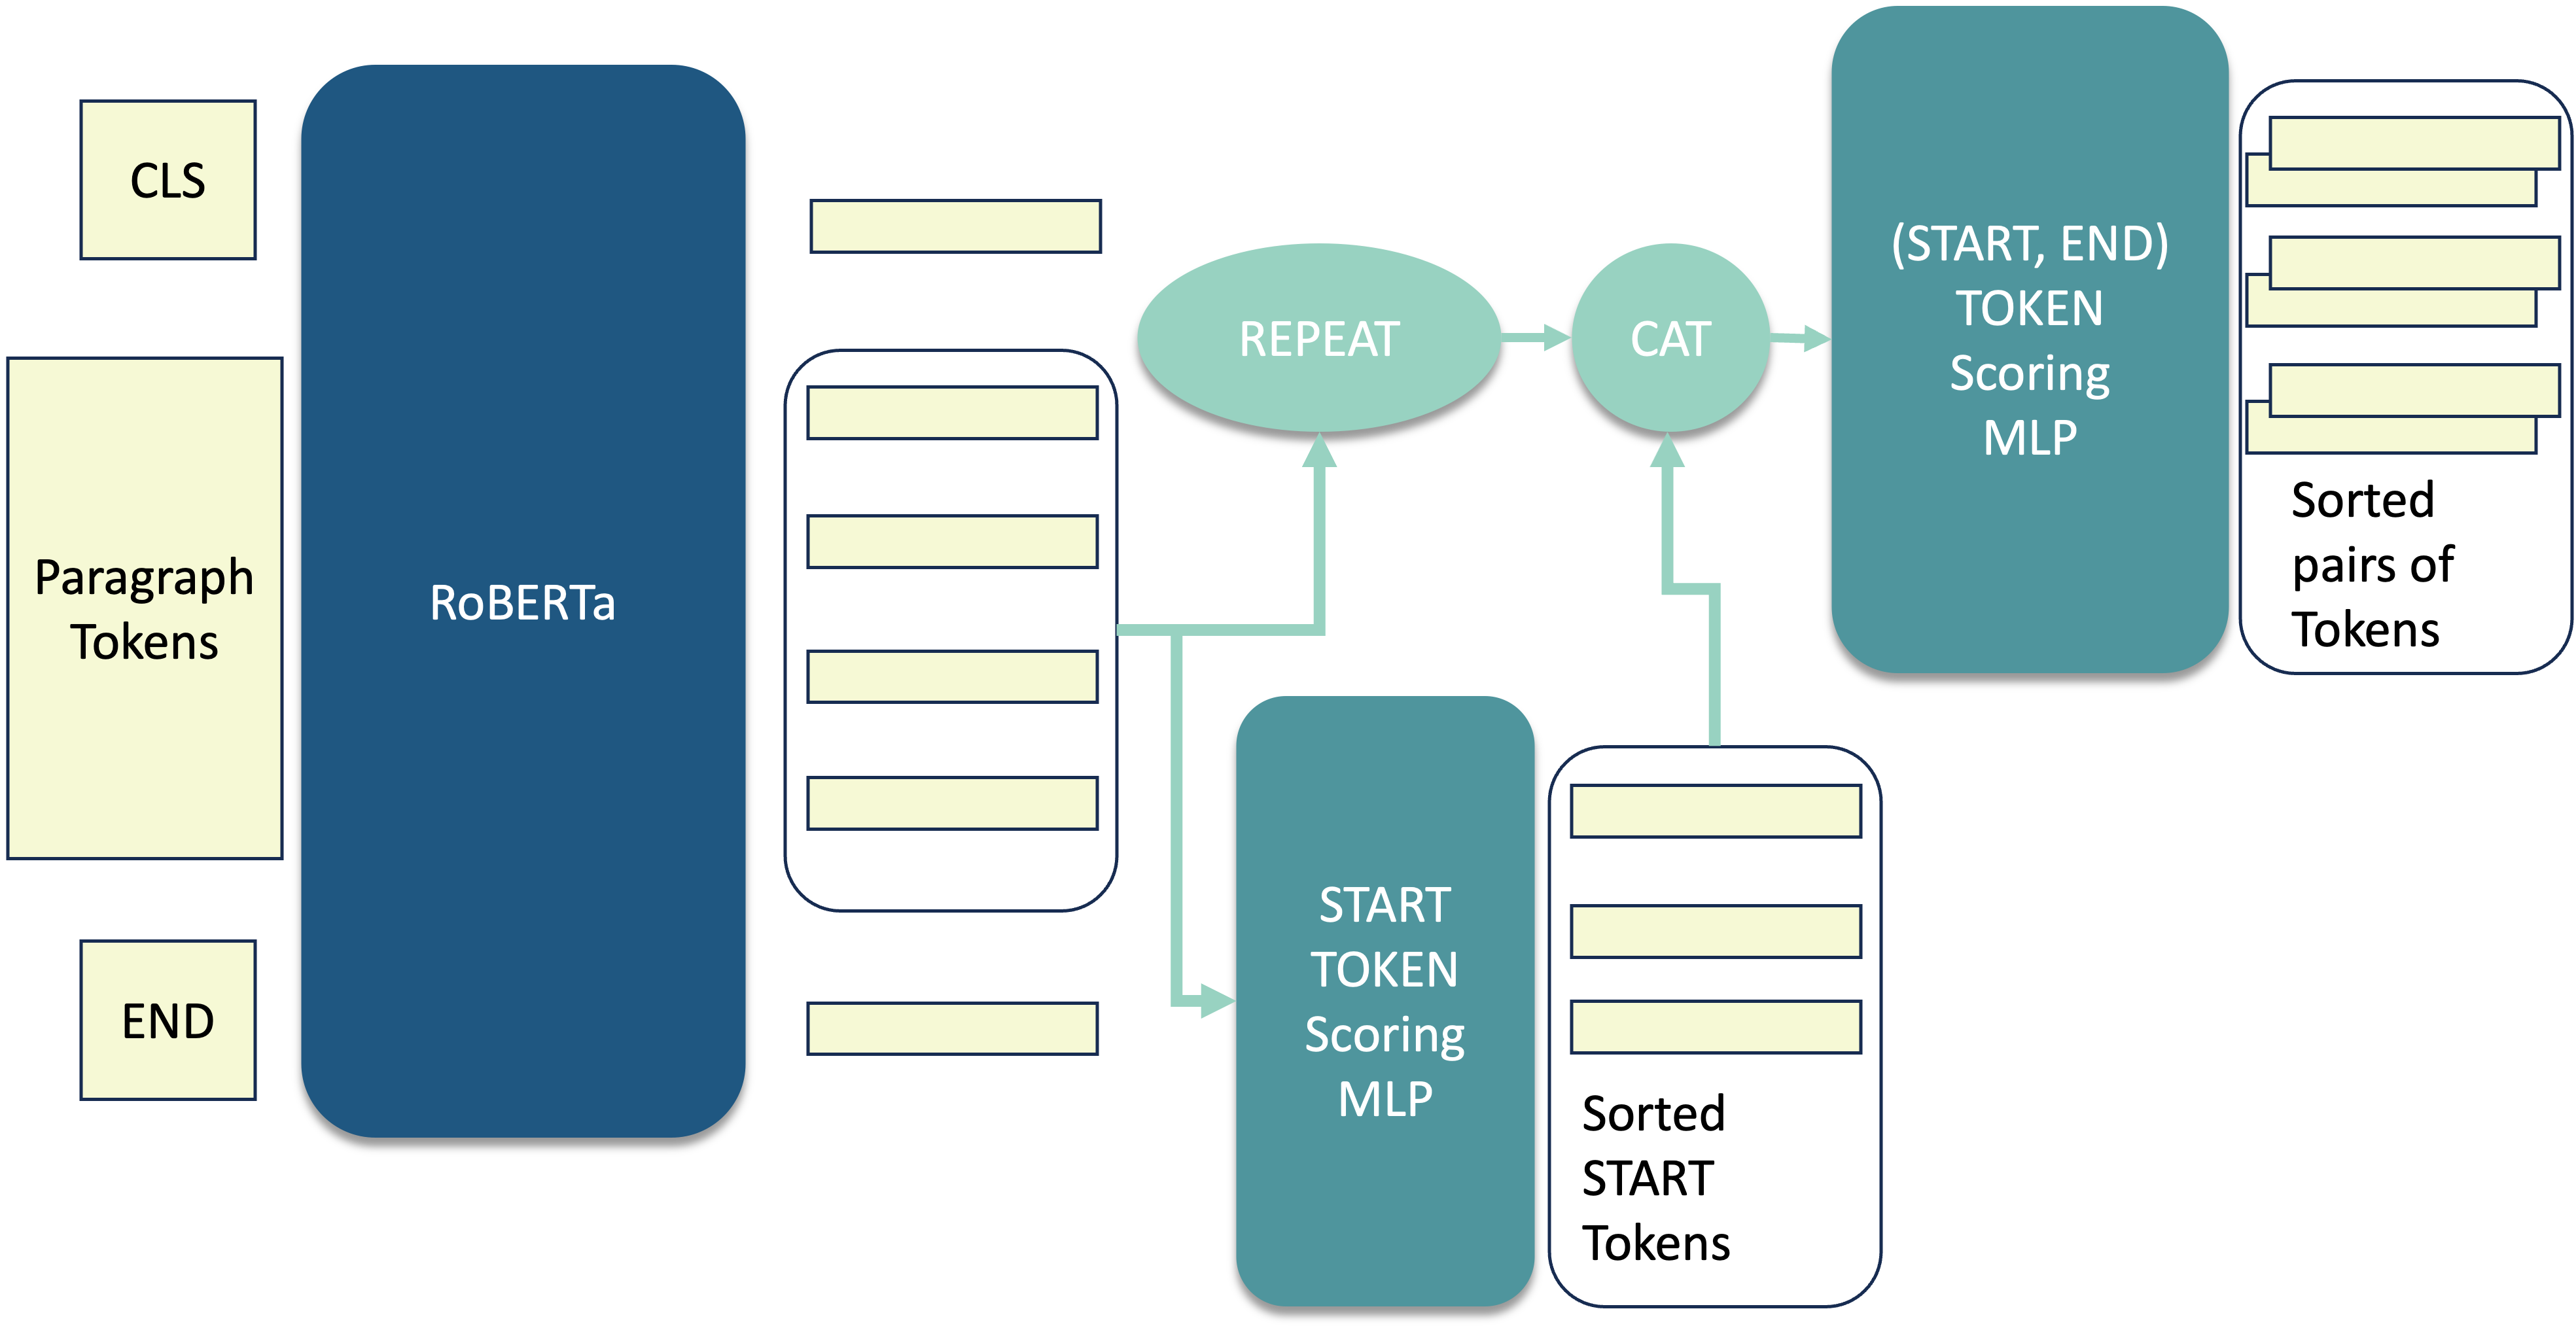 CLS
Paragraph
Tokens
END
RoBERTa
REPEAT
CAT
START
TOKEN
Scoring
MLP
Sorted
START
Tokens
(START, END)
TOKEN
Scoring
MLP
Sorted
pairs of
Tokens